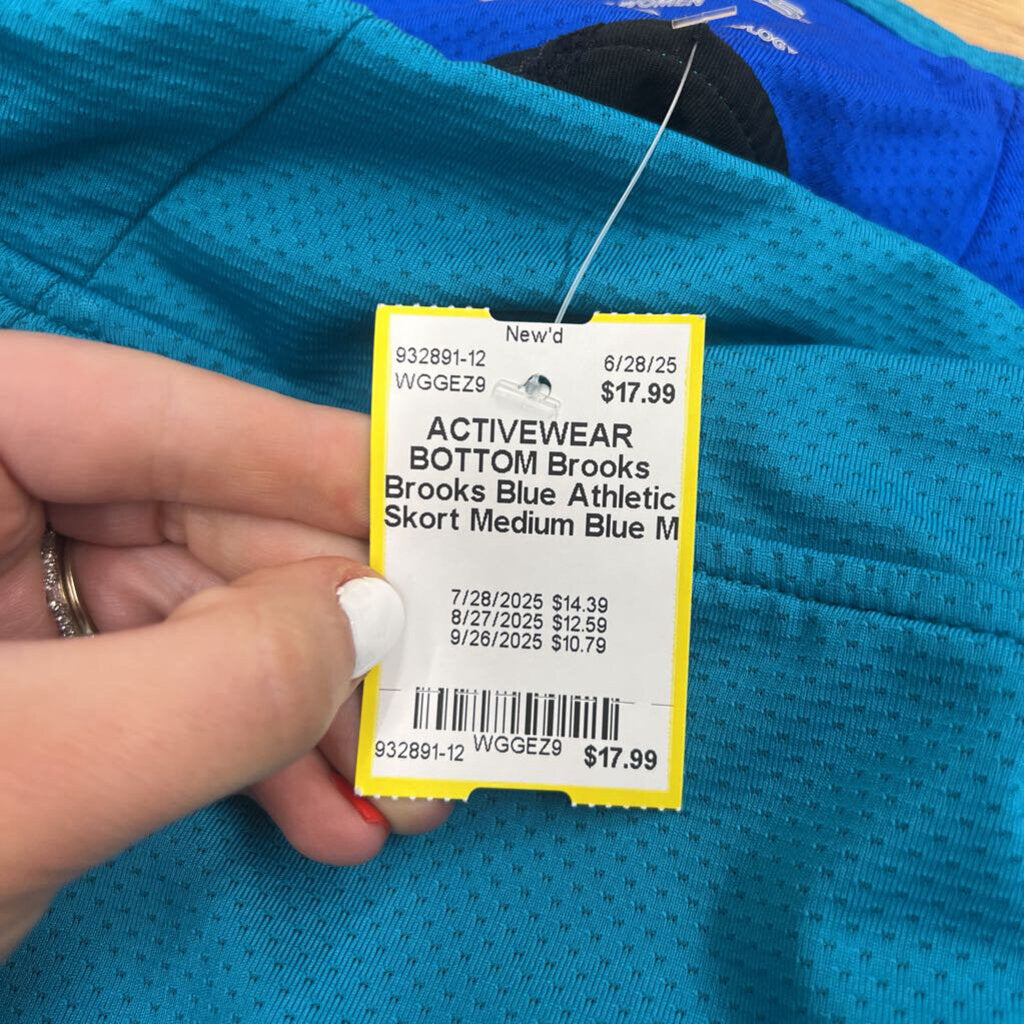 WOMEN
New'd
932891-12 6/28/25
WGGEZ9 $17.99
ACTIVEWEAR
BOTTOM Brooks
Brooks Blue Athletic
Skort Medium Blue M
7/28/2025 $14.39
8/27/2025 $12.59
9/26/2025 $10.79
932891-12 WGGEZ9 $17.99